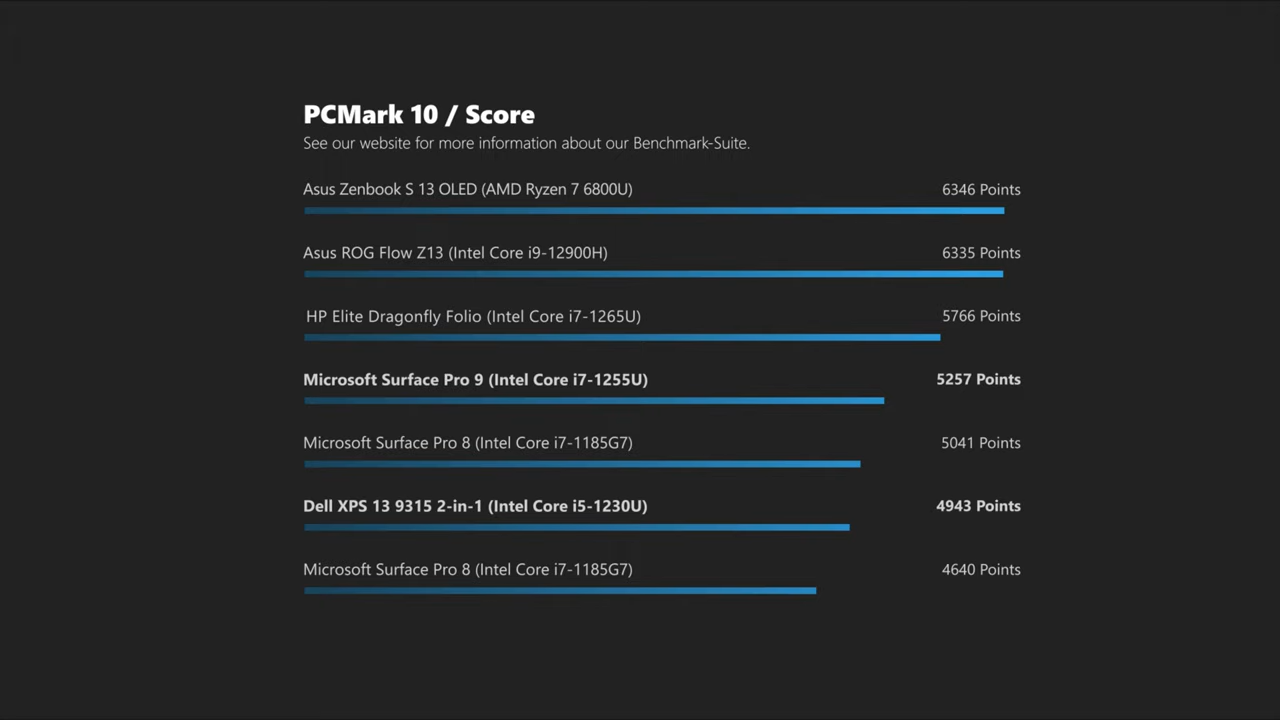 PCMark 10 / Score
See our website for more information about our Benchmark-Suite.
Asus Zenbook S 13 OLED (AMD Ryzen 7 6800U) 6346 Points
Asus ROG Flow Z13 (Intel Core i9-12900H) 6335 Points
HP Elite Dragonfly Folio (Intel Core i7-1265U) 5766 Points
Microsoft Surface Pro 9 (Intel Core i7-1255U) 5257 Points
Microsoft Surface Pro 8 (Intel Core i7-1185G7) 5041 Points
Dell XPS 13 9315 2-in-1 (Intel Core i5-1230U) 4943 Points
Microsoft Surface Pro 8 (Intel Core i7-1185G7) 4640 Points